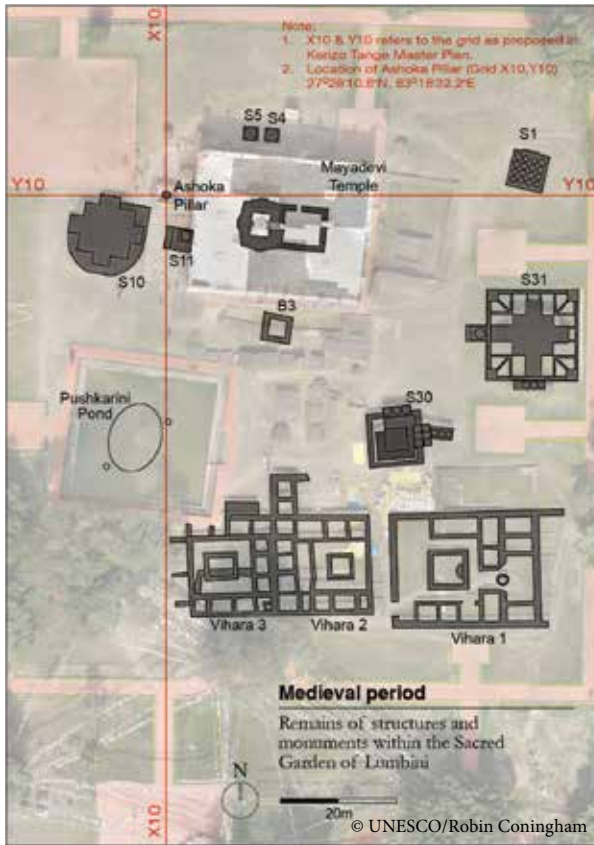 X10
Note:
1. X10 & Y10 refers to the grid as proposed in
Kenzo Tange Master Plan.
2. Location of Ashoka Pillar (Grid X10,Y10)
S5 S4
S1
Mayadevi
Temple
Y10
Y10
Ashoka
Pillar
S11
S10
S31
B3
Pushkarini
Pond
S30
Vihara 3
Vihara 2
Vihara 1
Medieval period
Remains of structures and
monuments within the Sacred
Garden of Lumbini
N
20m
X10
© UNESCO/Robin Coningham